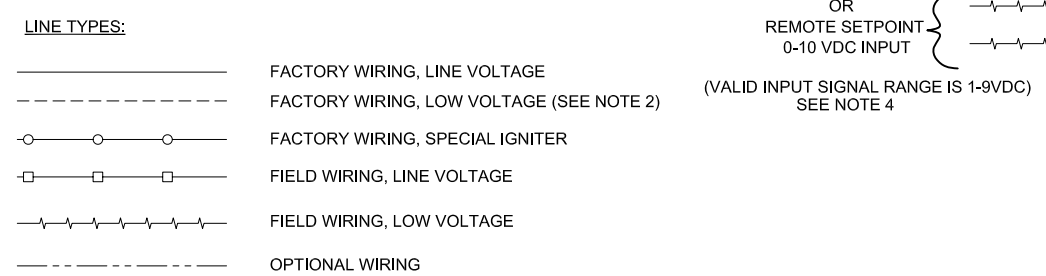 LINE TYPES:
FACTORY WIRING, LINE VOLTAGE
FACTORY WIRING, LOW VOLTAGE (SEE NOTE 2)
FACTORY WIRING, SPECIAL IGNITER
FIELD WIRING, LINE VOLTAGE
FIELD WIRING, LOW VOLTAGE
OPTIONAL WIRING
OR
REMOTE SETPOINT
0-10 VDC INPUT
(VALID INPUT SIGNAL RANGE IS 1-9VDC)
SEE NOTE 4